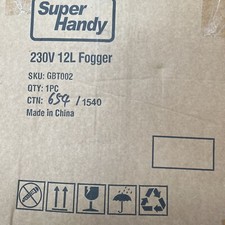 Super
Handy
230V 12L Fogger
SKU: GBT002
QTY: 1PC
CTN: 654 / 1540
Made in China